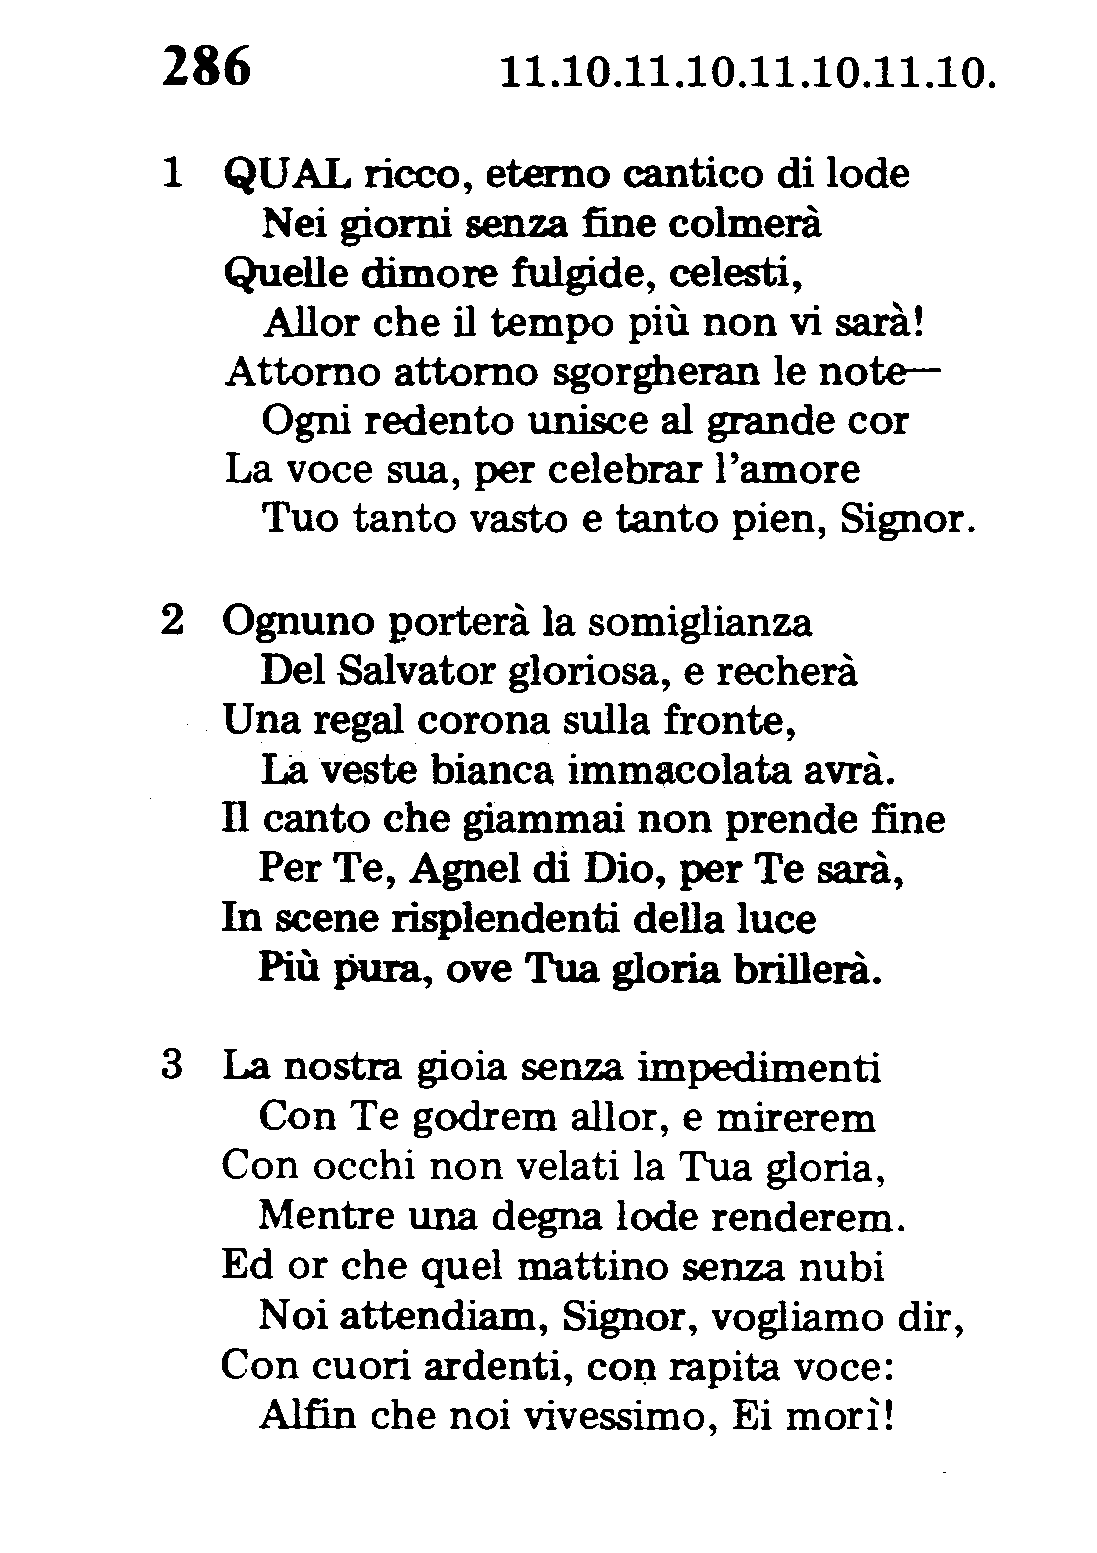 286 11.10.11.10.11.10.11.10.
1 QUAL ricco, eterno cantico di lode
Nei giorni senza fine colmerà
Quelle dimore fulgide, celesti,
Allor che il tempo più non vi sarà!
Attorno attorno sgorgheran le note—
Ogni redento unisce al grande cor
La voce sua, per celebrar l'amore
Tuo tanto vasto e tanto pien, Signor.
2 Ognuno porterà la somiglianza
Del Salvator gloriosa, e recherà
Una regal corona sulla fronte,
La veste bianca immacolata avrà.
Il canto che giammai non prende fine
Per Te, Agnel di Dio, per Te sarà,
In scene risplendenti della luce
Più pura, ove Tua gloria brillerà.
3 La nostra gioia senza impedimenti
Con Te godrem allor, e mirerem
Con occhi non velati la Tua gloria,
Mentre una degna lode renderem.
Ed or che quel mattino senza nubi
Noi attendiam, Signor, vogliamo dir,
Con cuori ardenti, con rapita voce:
Alfin che noi vivessimo, Ei morì!